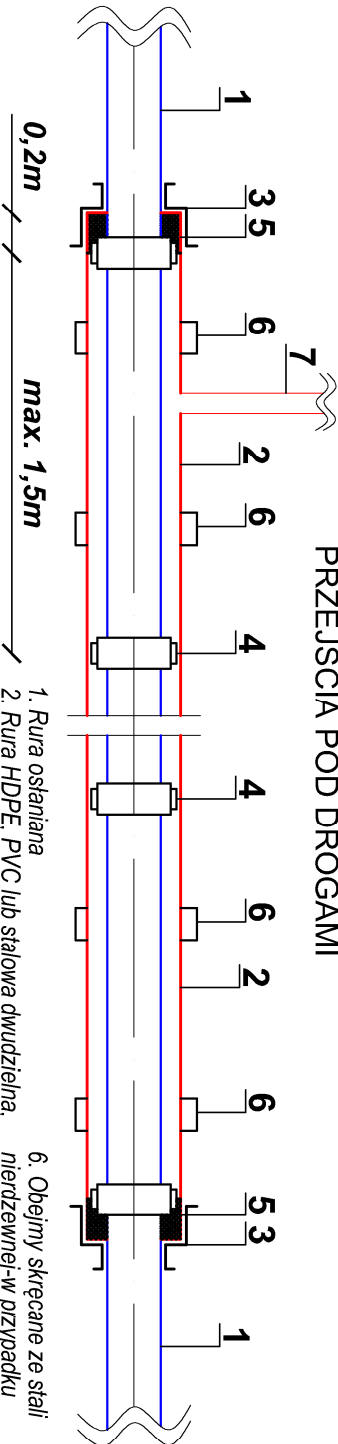 PRZEJSCIA POD DROGAMI
7
1
3
5
6
2
6
4
4
6
2
6
5
3
1
0,2m
max. 1,5m
1. Rura osłaniana
2. Rura HDPE, PVC lub stalowa dwudzielna,
6. Obejmy skręcane ze stali
nierdzewnej-w przypadku